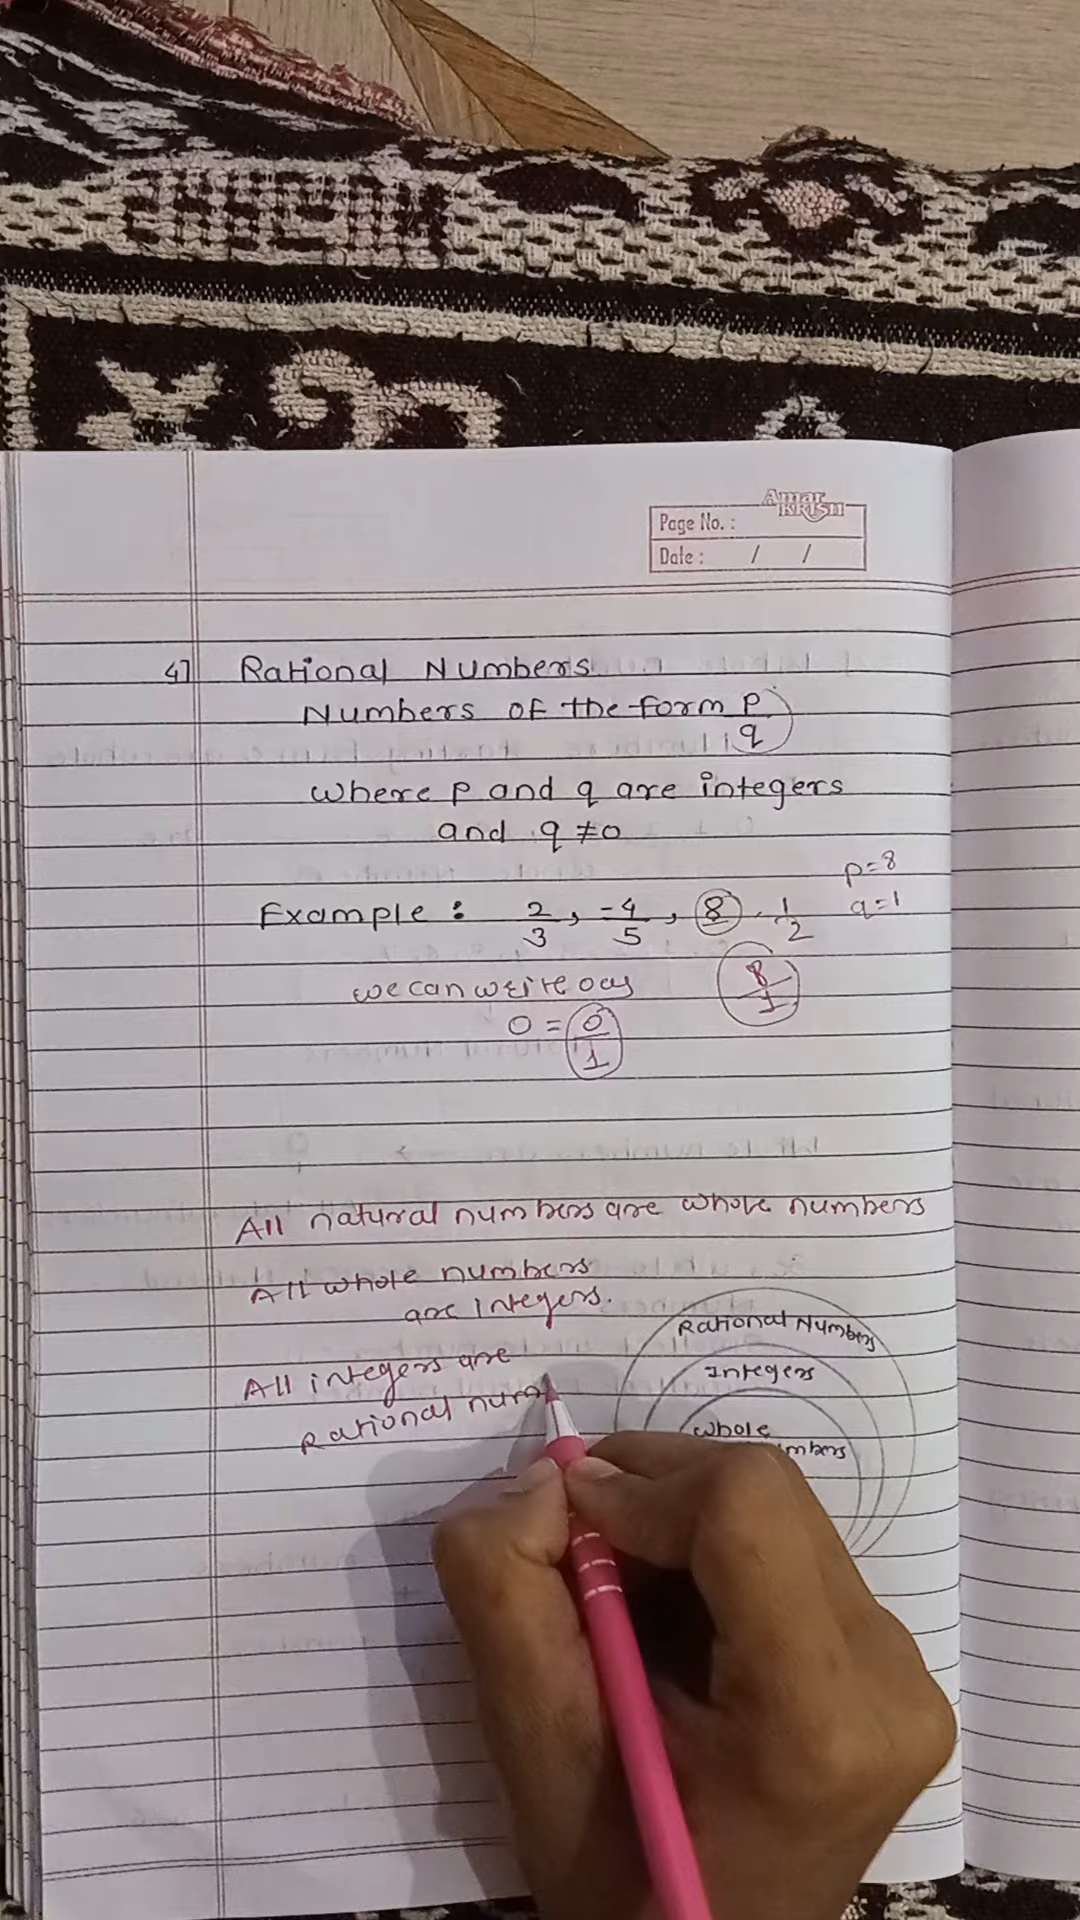 Amar
KRISH
Page No. :
Date : / /
4] Rational Numbers
Numbers of the form p/q
where p and q are integers
and q ≠ 0
p = 8
q = 1
Example : 2/3, -4/5, 8, 1/2
we can write 0 as 8/1
0 = 0/1
All natural numbers are whole numbers
All whole numbers
are integers.
Rational Numbers
All integers are
Integers
Rational num
Whole
mbers